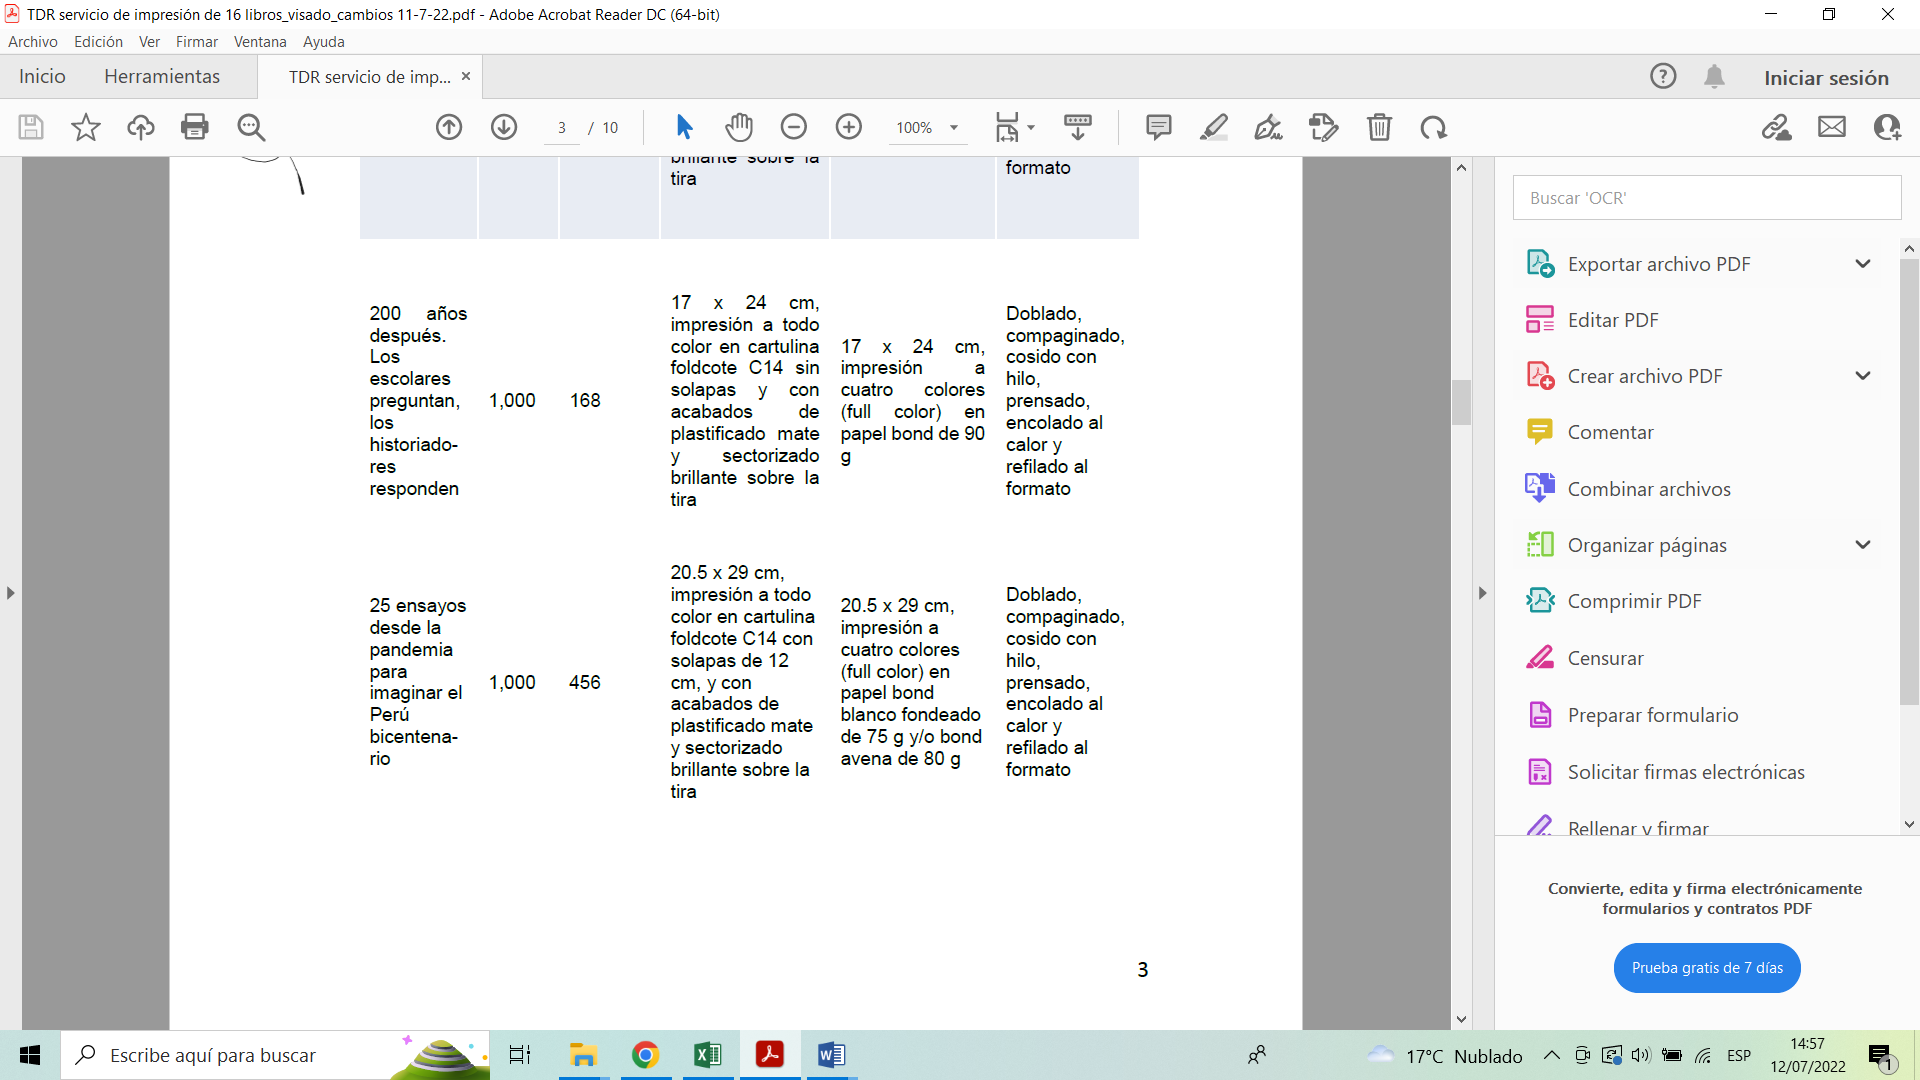 TDR servicio de impresión de 16 libros_visado_cambios 11-7-22.pdf - Adobe Acrobat Reader DC (64-bit)
Archivo Edición Ver Firmar Ventana Ayuda
Inicio Herramientas TDR servicio de imp... × Iniciar sesión
3 / 10 100%
brillante sobre la
tira
formato
200 años
después.
Los
escolares
preguntan,
los
historiado-
res
responden
1,000
168
17 x 24 cm,
impresión a todo
color en cartulina
foldcote C14 sin
solapas y con
acabados de
plastificado mate
y sectorizado
brillante sobre la
tira
17 x 24 cm,
impresión a
cuatro colores
(full color) en
papel bond de 90
g
Doblado,
compaginado,
cosido con
hilo,
prensado,
encolado al
calor y
refilado al
formato
25 ensayos
desde la
pandemia
para
imaginar el
Perú
bicentena-
rio
1,000
456
20.5 x 29 cm,
impresión a todo
color en cartulina
foldcote C14 con
solapas de 12
cm, y con
acabados de
plastificado mate
y sectorizado
brillante sobre la
tira
20.5 x 29 cm,
impresión a
cuatro colores
(full color) en
papel bond
blanco fondeado
de 75 g y/o bond
avena de 80 g
Doblado,
compaginado,
cosido con
hilo,
prensado,
encolado al
calor y
refilado al
formato
3
Buscar 'OCR'
Exportar archivo PDF
Editar PDF
Crear archivo PDF
Comentar
Combinar archivos
Organizar páginas
Comprimir PDF
Censurar
Preparar formulario
Solicitar firmas electrónicas
Rellenar y firmar
Convierte, edita y firma electrónicamente
formularios y contratos PDF
Prueba gratis de 7 días
Escribe aquí para buscar
17°C Nublado
ESP
14:57
12/07/2022
1